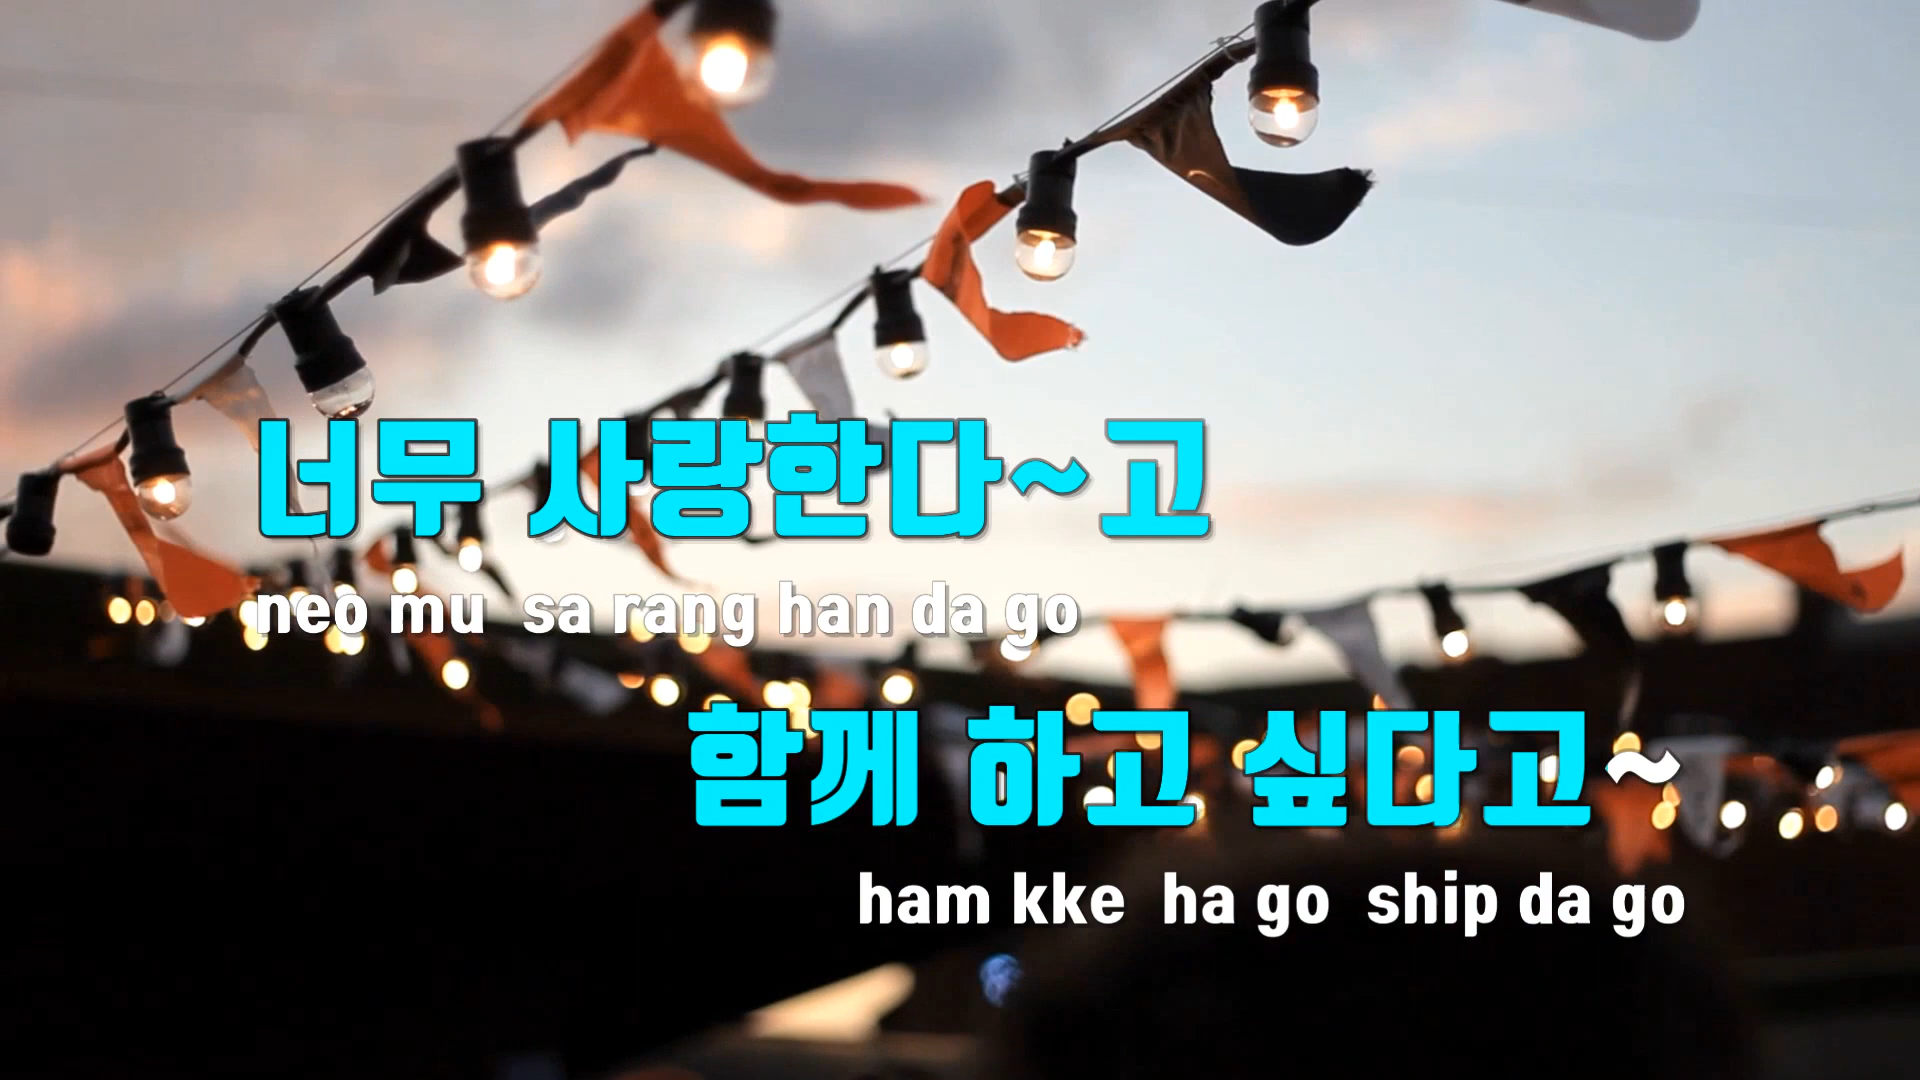 너무 사랑한다~고
neo mu sa rang han da go
함께 하고 싶다고~
ham kke ha go ship da go